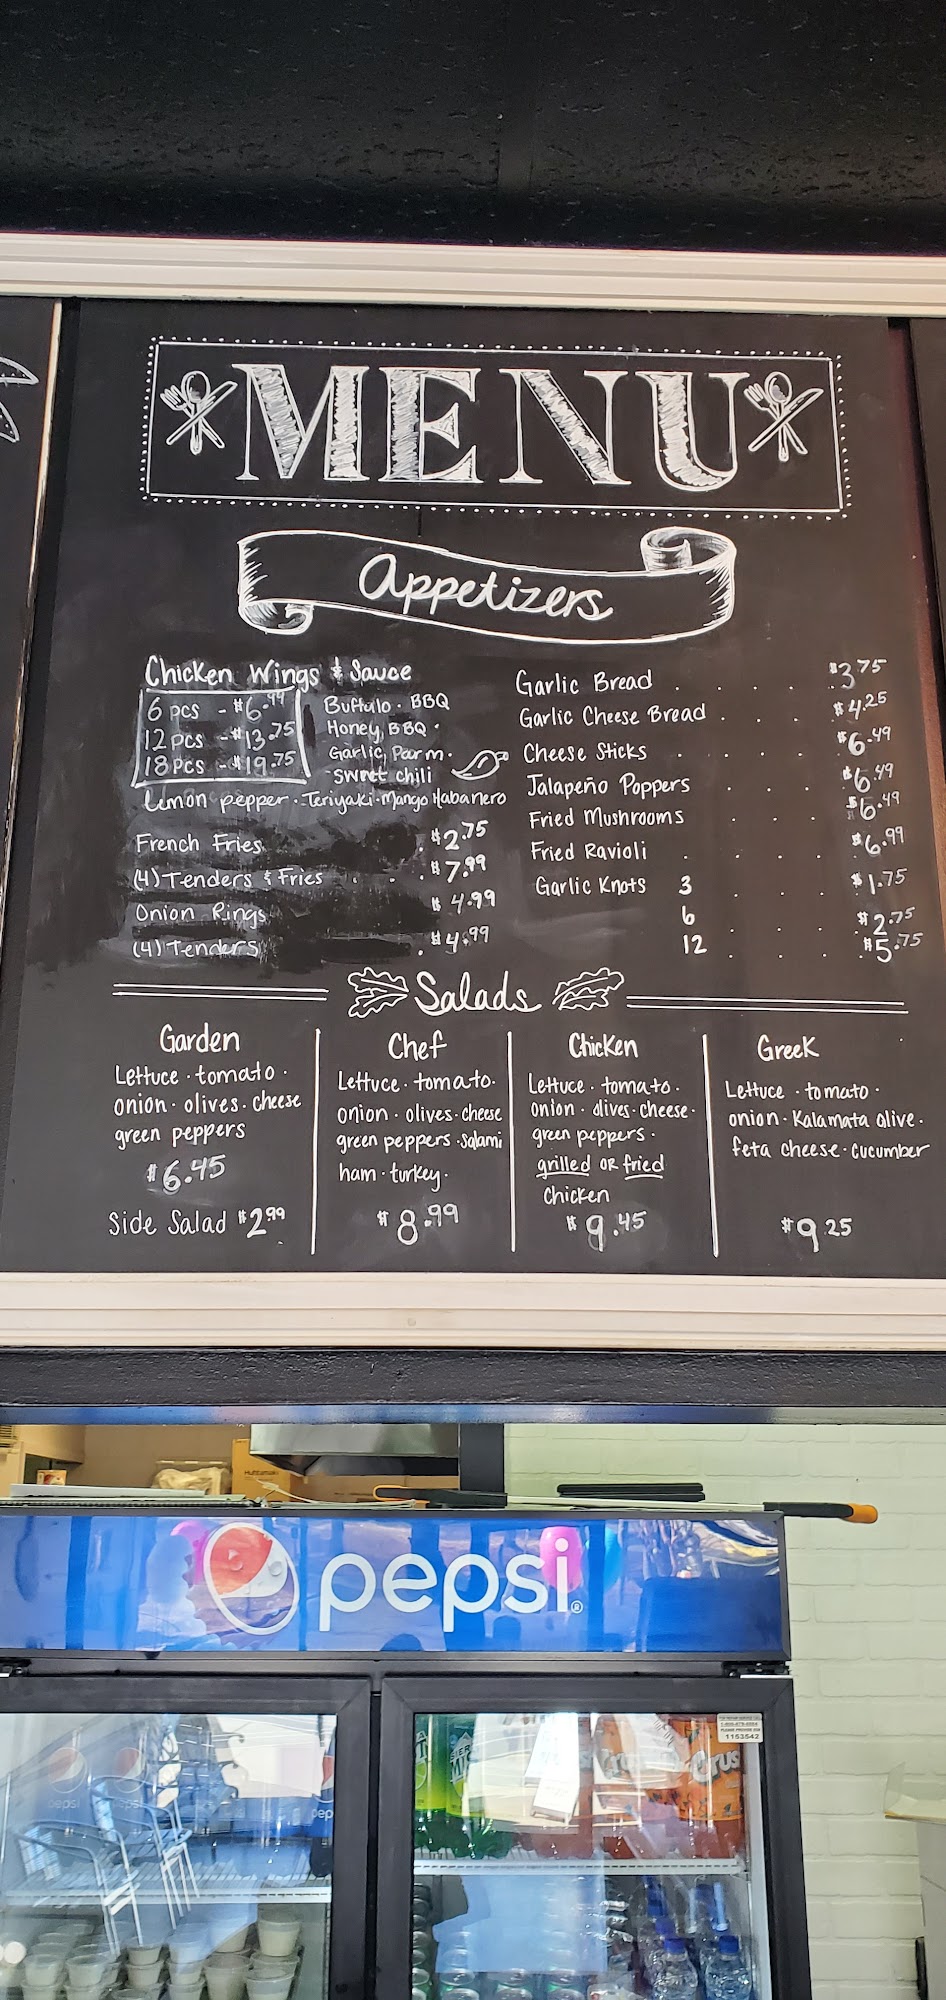 MENU
Appetizers
Chicken Wings & Sauce
6 pcs - $6.99
12 pcs - $13.75
18 pcs - $19.75
Buffalo · BBQ
Honey BBQ ·
Garlic Parm ·
sweet chili
Lemon pepper · Teriyaki · Mango Habanero
French Fries . $2.75
(4) Tenders & Fries . . . $7.99
Onion Rings $4.99
(4) Tenders . $4.99
Garlic Bread . . . . $3.75
Garlic Cheese Bread . . . $4.25
Cheese Sticks . . . $6.49
Jalapeño Poppers . . . $6.49
Fried Mushrooms . . . $6.49
Fried Ravioli . . . . $6.99
Garlic Knots 3 . . . $1.75
6 . . . $2.75
12 . . . . $5.75
Salads
Garden
Lettuce · tomato ·
onion · olives · cheese
green peppers
$6.45
Side Salad $2.99
Chef
Lettuce · tomato ·
onion · olives · cheese
green peppers · Salami
ham · turkey ·
$8.99
Chicken
Lettuce · tomato ·
onion · olives · cheese ·
green peppers ·
grilled OR fried
Chicken
$9.45
Greek
Lettuce · tomato ·
onion · Kalamata olive ·
feta cheese · cucumber
$9.25
pepsi
1153542